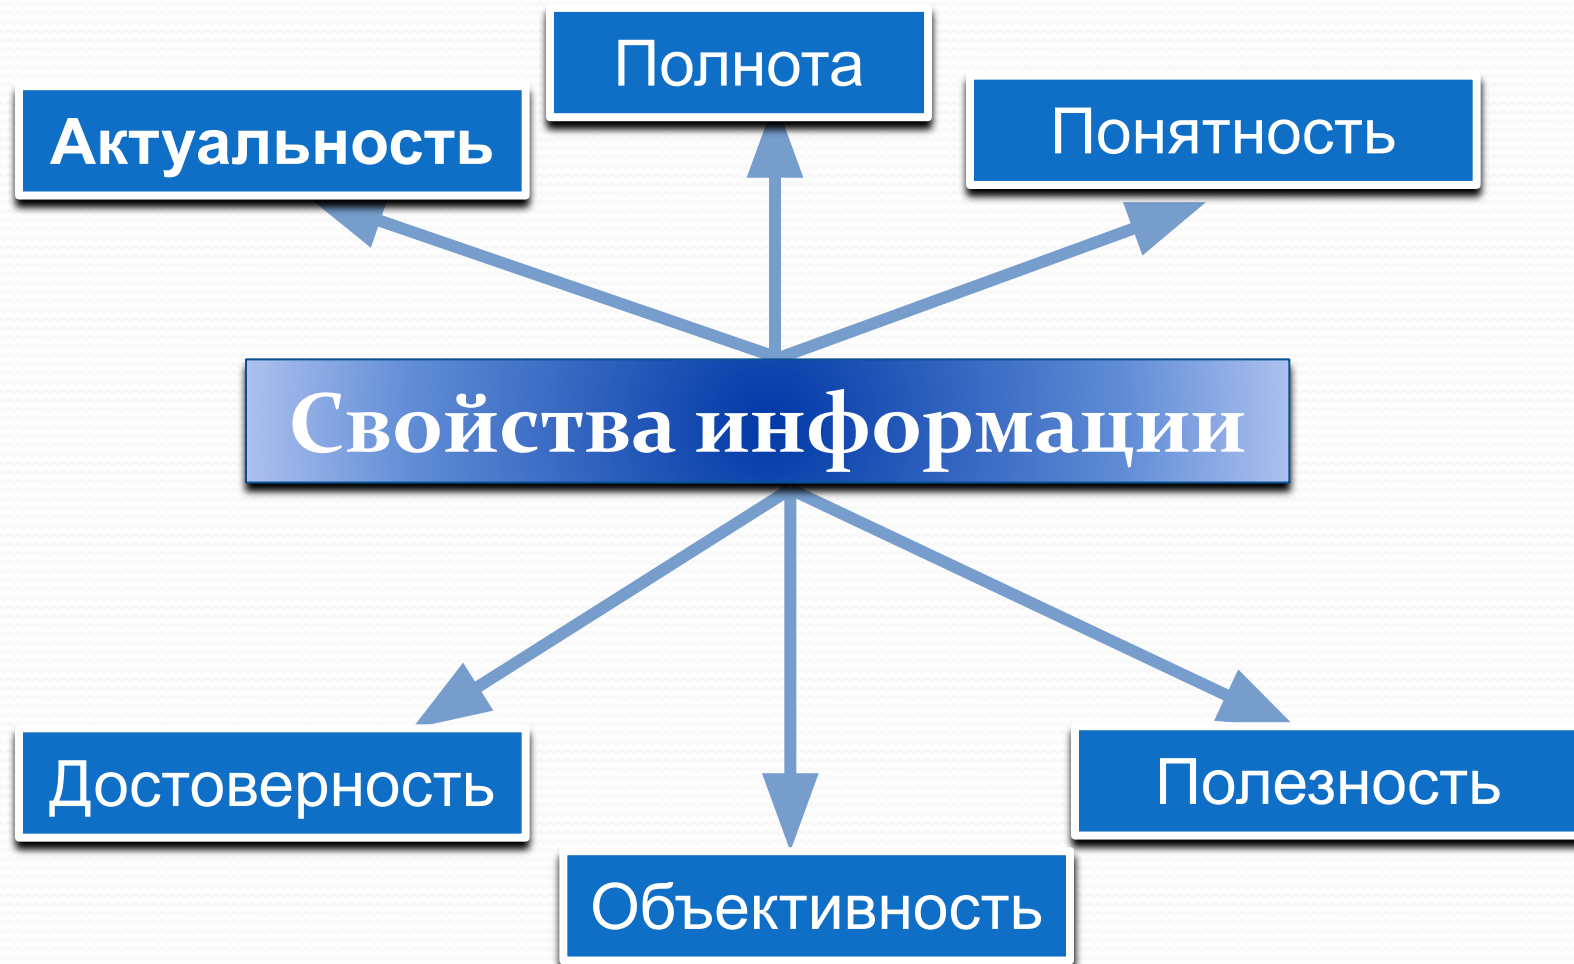 Полнота
Актуальность
Понятность
Свойства информации
Достоверность
Полезность
Объективность